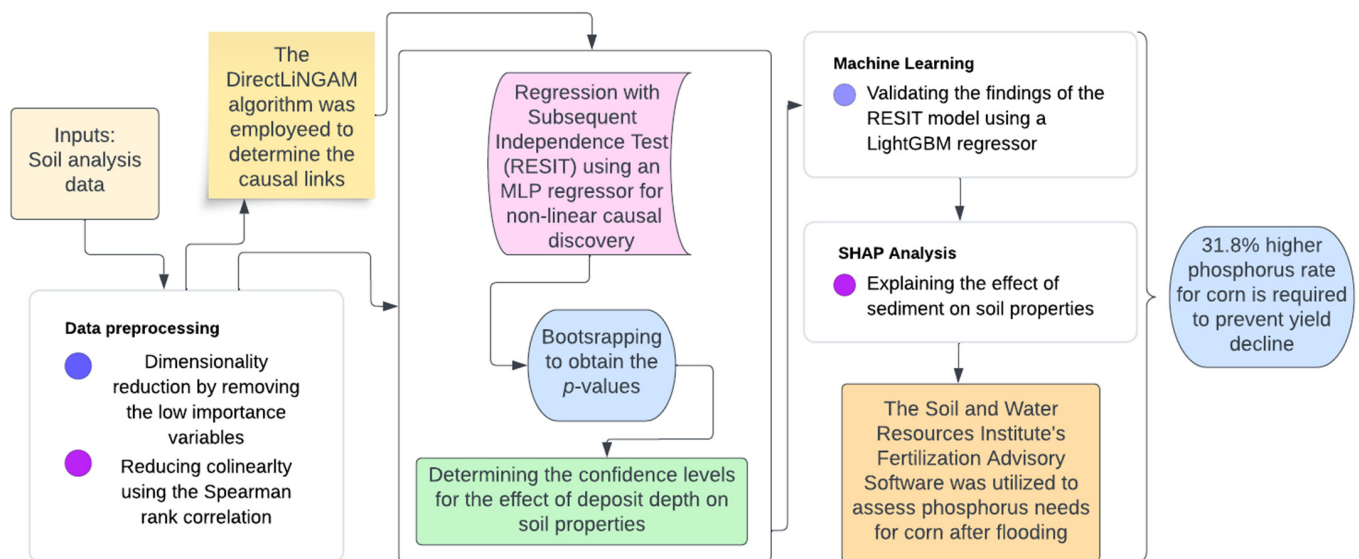 Inputs:
Soil analysis
data
Data preprocessing
Dimensionality
reduction by removing
the low importance
variables
Reducing colinearlty
using the Spearman
rank correlation
The
DirectLiNGAM
algorithm was
employeed to
determine the
causal links
Regression with
Subsequent
Independence Test
(RESIT) using an
MLP regressor for
non-linear causal
discovery
Bootsrapping
to obtain the
p-values
Determining the confidence levels
for the effect of deposit depth on
soil properties
Machine Learning
Validating the findings of the
RESIT model using a
LightGBM regressor
SHAP Analysis
Explaining the effect of
sediment on soil properties
The Soil and Water
Resources Institute's
Fertilization Advisory
Software was utilized to
assess phosphorus needs
for corn after flooding
31.8% higher
phosphorus rate
for corn is required
to prevent yield
decline